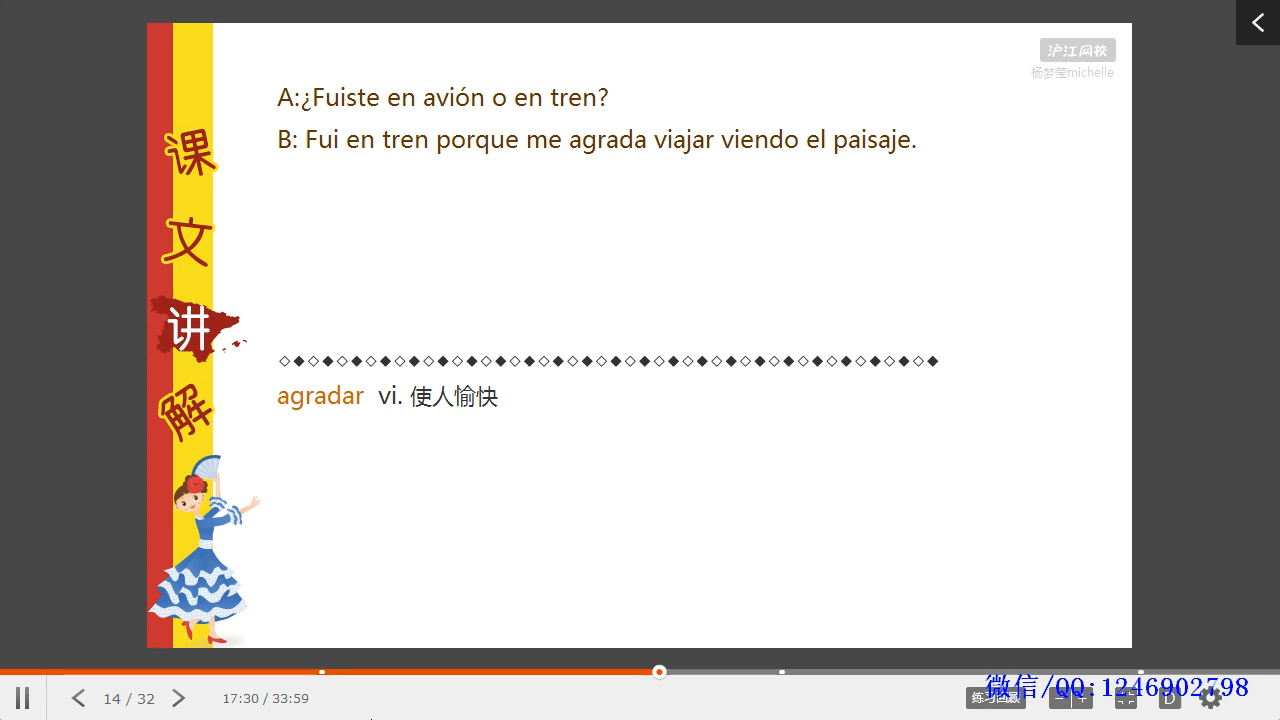 沪江网校
杨梦莹michelle
A:¿Fuiste en avión o en tren?
B: Fui en tren porque me agrada viajar viendo el paisaje.
课
文
讲
解
◇◆◇◆◇◆◇◆◇◆◇◆◇◆◇◆◇◆◇◆◇◆◇◆◇◆◇◆◇◆◇◆◇◆◇◆◇◆◇◆◇◆◇◆◇◆
agradar vi. 使人愉快
14 / 32
17:30 / 33:59
练习回顾
D
微信/QQ:1246902798